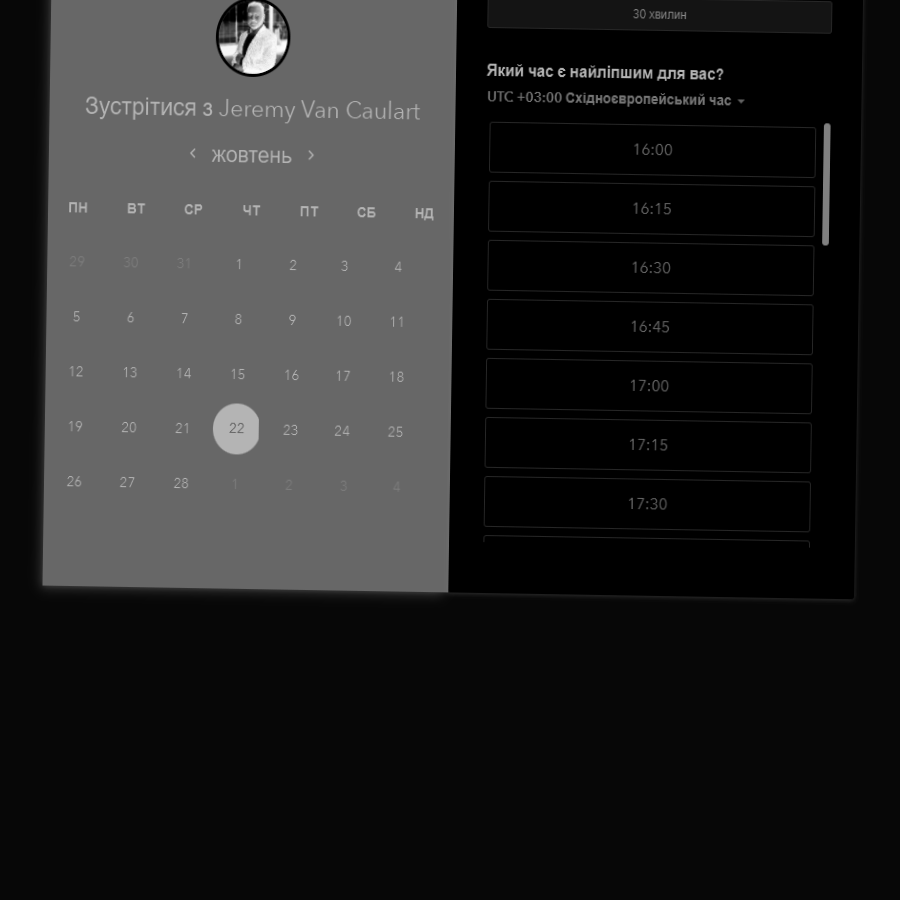 Зустрітися з Jeremy Van Caulart
жовтень
ПН ВТ СР ЧТ ПТ СБ НД
29 30 31 1 2 3 4
5 6 7 8 9 10 11
12 13 14 15 16 17 18
19 20 21 22 23 24 25
26 27 28 1 2 3 4
30 хвилин
Який час є найліпшим для вас?
UTC +03:00 Східноєвропейський час
16:00
16:15
16:30
16:45
17:00
17:15
17:30